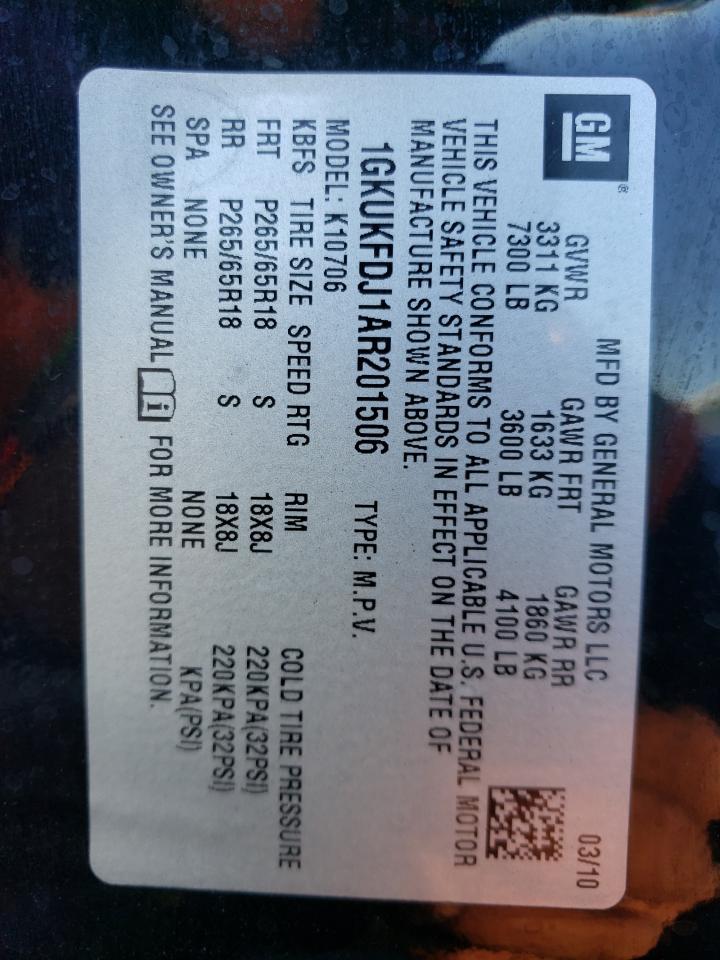 GM®
MFD BY GENERAL MOTORS LLC 03/10
GVWR GAWR FRT GAWR RR
3311 KG 1633 KG 1860 KG
7300 LB 3600 LB 4100 LB
THIS VEHICLE CONFORMS TO ALL APPLICABLE U.S. FEDERAL MOTOR
VEHICLE SAFETY STANDARDS IN EFFECT ON THE DATE OF
MANUFACTURE SHOWN ABOVE.
1GKUKFDJ1AR201506 TYPE: M.P.V.
MODEL: K10706
KBFS TIRE SIZE SPEED RTG RIM COLD TIRE PRESSURE
FRT P265/65R18 S 18X8J 220KPA(32PSI)
RR P265/65R18 S 18X8J 220KPA(32PSI)
SPA NONE NONE KPA(PSI)
SEE OWNER'S MANUAL FOR MORE INFORMATION.